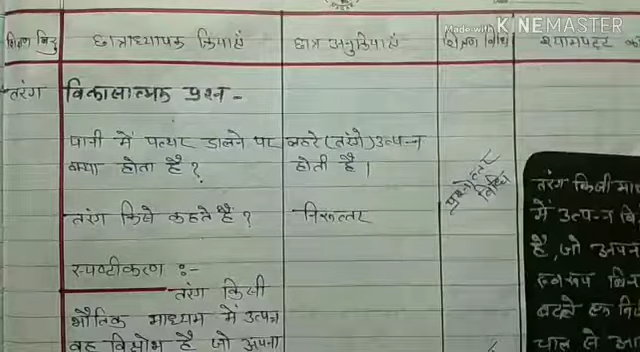 Made with KINEMASTER
शिक्षण बिंदु
छात्राध्यापक क्रियाएं
छात्र अनुक्रियाएं
शिक्षण विधि
श्यामपट्ट
तरंग
विकासात्मक प्रश्न -
पानी में पत्थर डालने पर
क्या होता है ?
लहरे (तरंगे) उत्पन्न
होती है ।
प्रश्नोत्तर
विधि
तरंग किसे कहते है ?
निरूत्तर
स्पष्टीकरण :-
तरंग किसी
भौतिक माध्यम में उत्पन्न
वह विक्षोभ है जो अपना
तरंग किसी
में उत्पन्न
है, जो अपना
स्वरूप बिना
बदले एक
चाल से